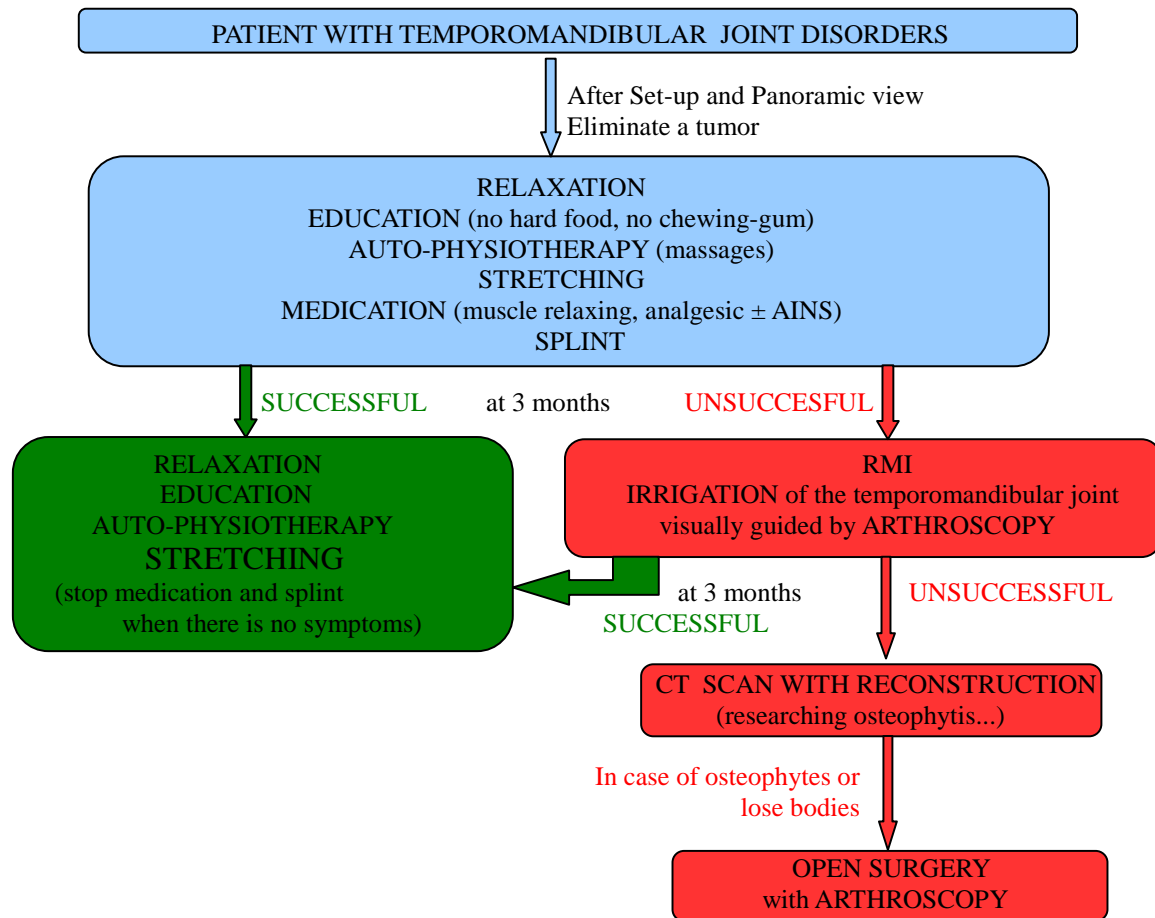 PATIENT WITH TEMPOROMANDIBULAR JOINT DISORDERS
After Set-up and Panoramic view
Eliminate a tumor
RELAXATION
EDUCATION (no hard food, no chewing-gum)
AUTO-PHYSIOTHERAPY (massages)
STRETCHING
MEDICATION (muscle relaxing, analgesic ± AINS)
SPLINT
SUCCESSFUL at 3 months UNSUCCESFUL
RELAXATION
EDUCATION
AUTO-PHYSIOTHERAPY
STRETCHING
(stop medication and splint
when there is no symptoms)
RMI
IRRIGATION of the temporomandibular joint
visually guided by ARTHROSCOPY
at 3 months
SUCCESSFUL
UNSUCCESSFUL
CT SCAN WITH RECONSTRUCTION
(researching osteophytis...)
In case of osteophytes or
lose bodies
OPEN SURGERY
with ARTHROSCOPY